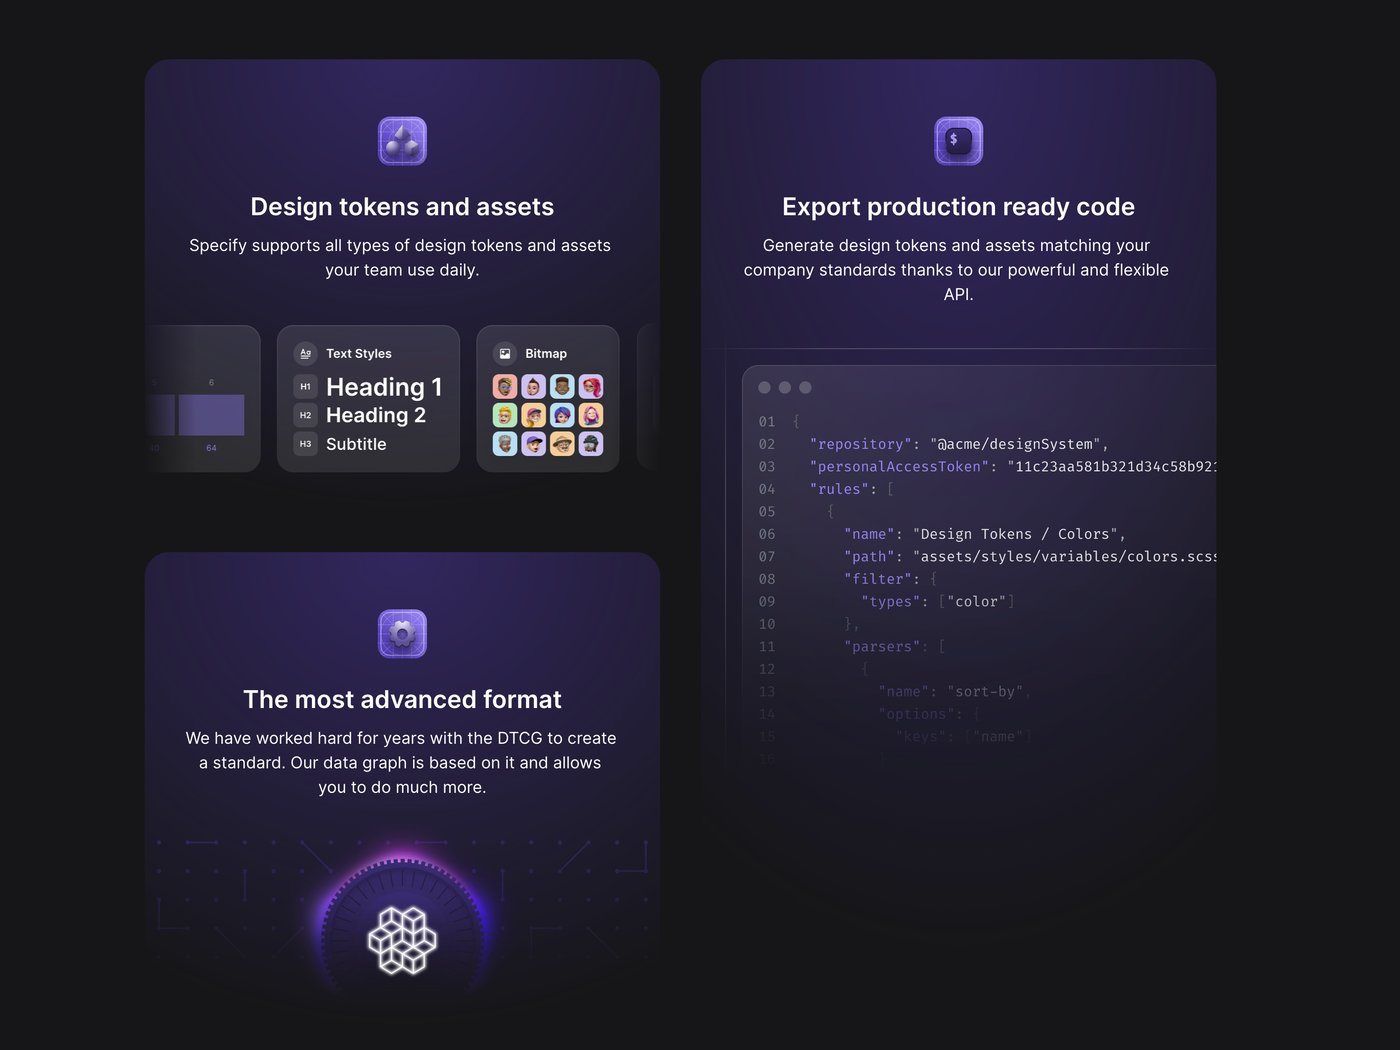 Design tokens and assets
Specify supports all types of design tokens and assets
your team use daily.
5
6
40
64
Ag
Text Styles
H1
Heading 1
H2
Heading 2
H3
Subtitle
Bitmap
The most advanced format
We have worked hard for years with the DTCG to create
a standard. Our data graph is based on it and allows
you to do much more.
$
Export production ready code
Generate design tokens and assets matching your
company standards thanks to our powerful and flexible
API.
01 {
02 "repository": "@acme/designSystem",
03 "personalAccessToken": "11c23aa581b321d34c58b921
04 "rules": [
05 {
06 "name": "Design Tokens / Colors",
07 "path": "assets/styles/variables/colors.scss
08 "filter": {
09 "types": ["color"]
10 },
11 "parsers": [
12 {
13 "name": "sort-by",
14 "options": {
15 "keys": ["name"]
16 }